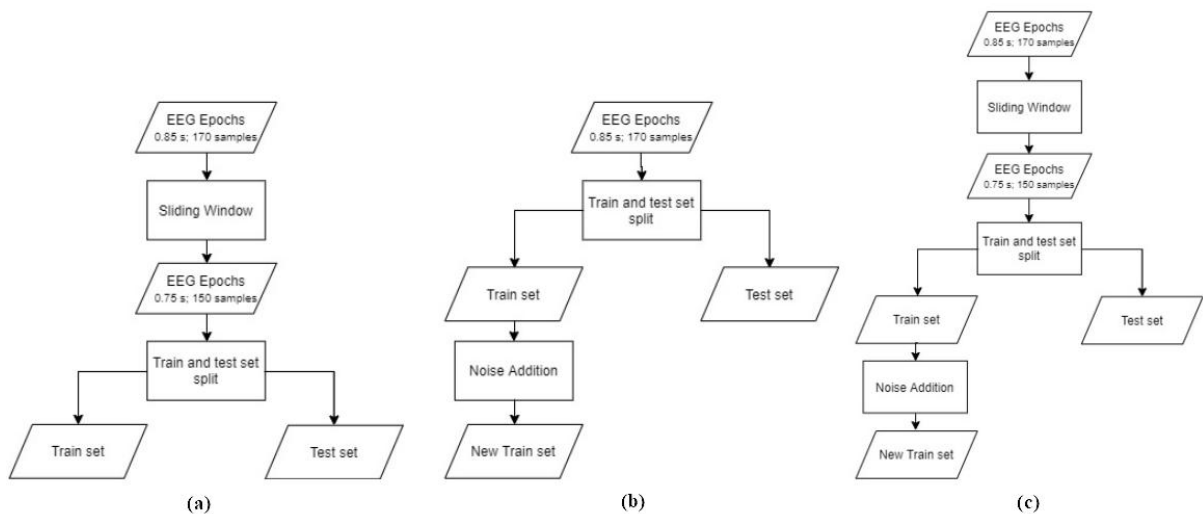 EEG Epochs
0.85 s; 170 samples
Sliding Window
EEG Epochs
0.75 s; 150 samples
Train and test set
split
Train set
Test set
(a)
EEG Epochs
0.85 s; 170 samples
Train and test set
split
Train set
Test set
Noise Addition
New Train set
(b)
EEG Epochs
0.85 s; 170 samples
Sliding Window
EEG Epochs
0.75 s; 150 samples
Train and test set
split
Train set
Test set
Noise Addition
New Train set
(c)